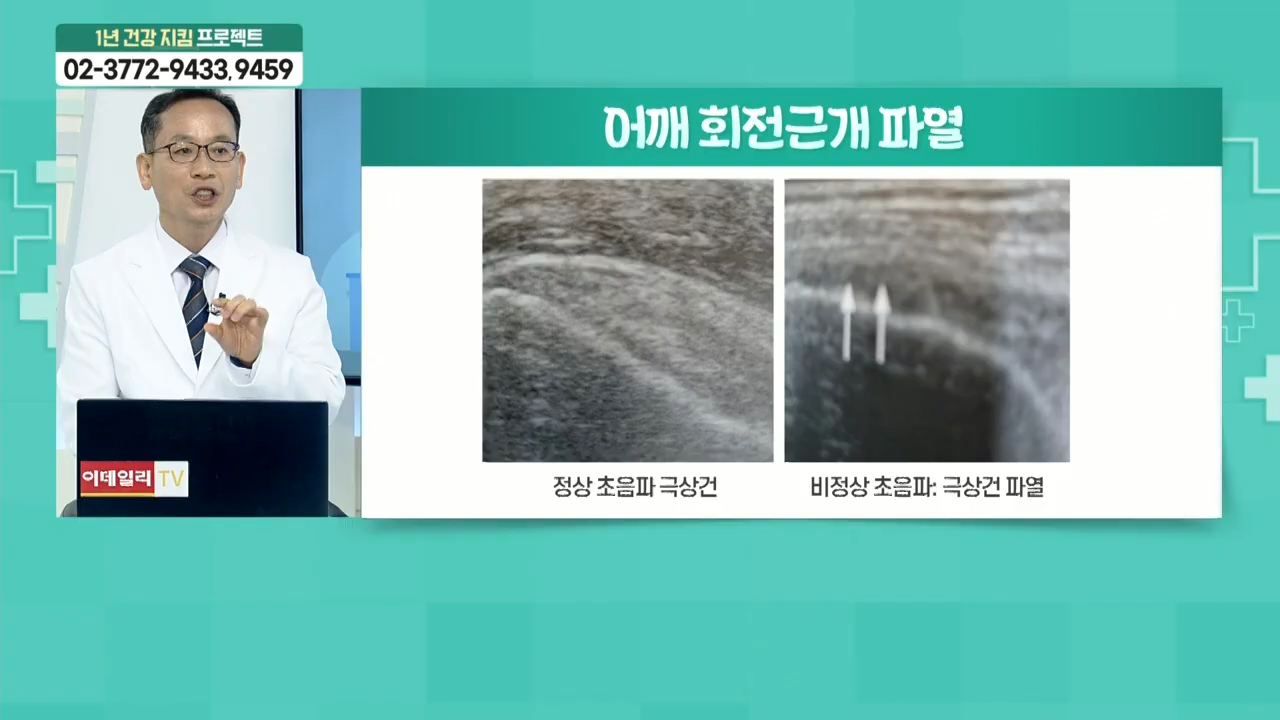 1년 건강 지킴 프로젝트
02-3772-9433, 9459
어깨 회전근개 파열
정상 초음파 극상건
비정상 초음파: 극상건 파열
이데일리 TV